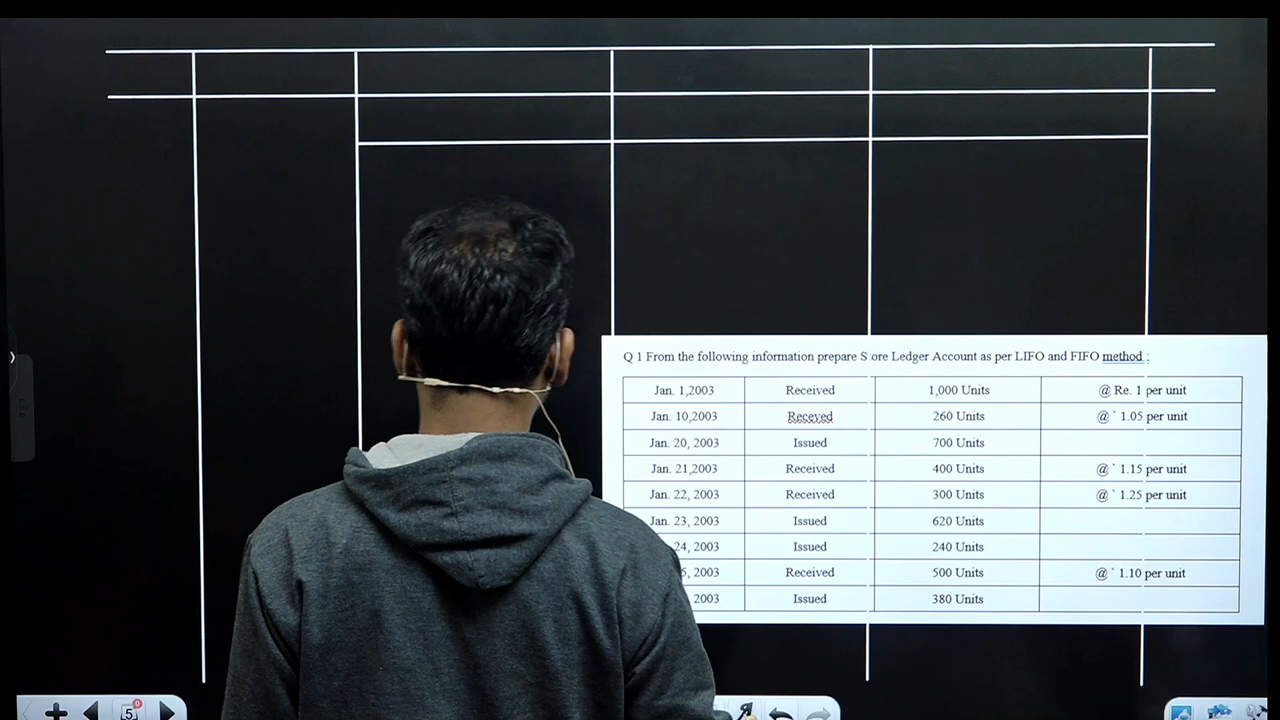 Q 1 From the following information prepare S ore Ledger Account as per LIFO and FIFO method ;
Jan. 1,2003 Received 1,000 Units @ Re. 1 per unit
Jan. 10,2003 Receved 260 Units @ ` 1.05 per unit
Jan. 20, 2003 Issued 700 Units
Jan. 21,2003 Received 400 Units @ ` 1.15 per unit
Jan. 22, 2003 Received 300 Units @ ` 1.25 per unit
Jan. 23, 2003 Issued 620 Units
24, 2003 Issued 240 Units
, 2003 Received 500 Units @ ` 1.10 per unit
2003 Issued 380 Units
5